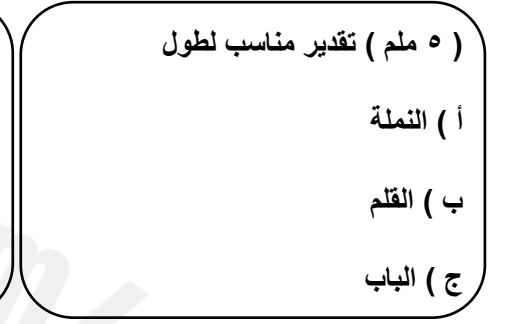 ( ٥ ملم ) تقدير مناسب لطول
أ ) النملة
ب ) القلم
ج ) الباب